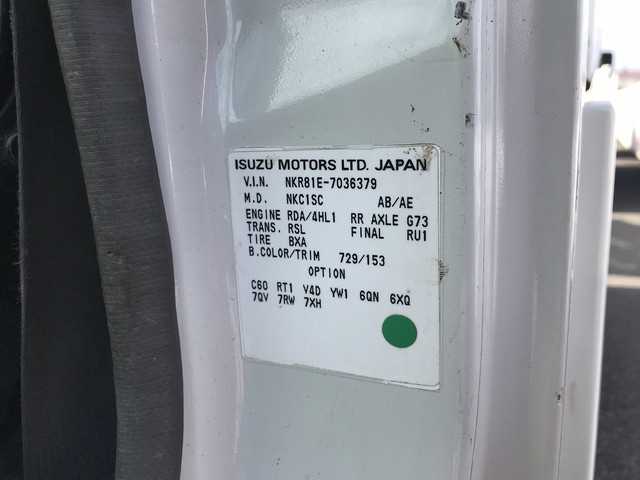 ISUZU MOTORS LTD. JAPAN
V.I.N. NKR81E-7036379
M.D. NKC1SC AB/AE
ENGINE RDA/4HL1 RR AXLE G73
TRANS. RSL FINAL RU1
TIRE BXA
B.COLOR/TRIM 729/153
OPTION
C60 RT1 V4D YW1 6QN 6XQ
7QV 7RW 7XH